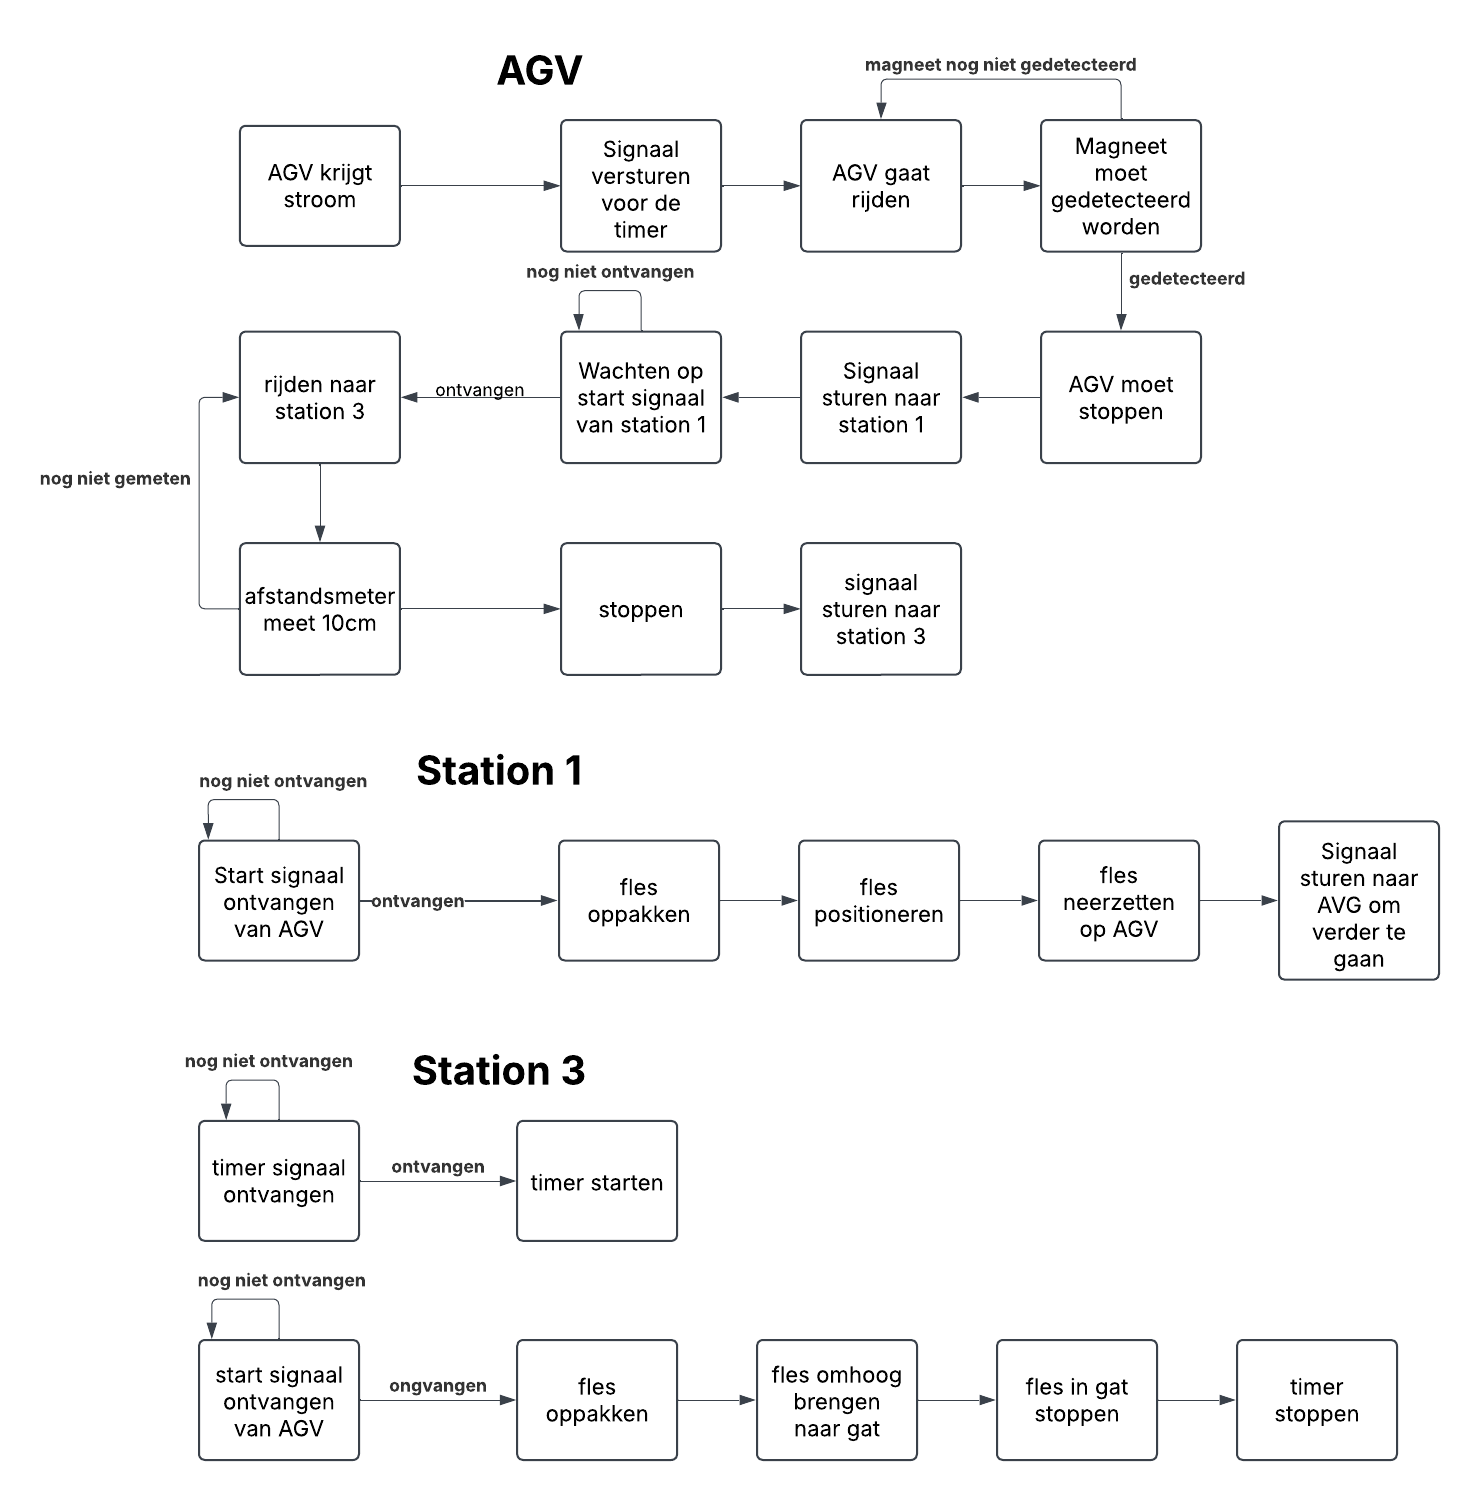 AGV
magneet nog niet gedetecteerd
AGV krijgt
stroom
Signaal
versturen
voor de
timer
AGV gaat
rijden
Magneet
moet
gedetecteerd
worden
gedetecteerd
AGV moet
stoppen
Signaal
sturen naar
station 1
nog niet ontvangen
Wachten op
start signaal
van station 1
ontvangen
rijden naar
station 3
nog niet gemeten
afstandsmeter
meet 10cm
stoppen
signaal
sturen naar
station 3
Station 1
nog niet ontvangen
Start signaal
ontvangen
van AGV
ontvangen
fles
oppakken
fles
positioneren
fles
neerzetten
op AGV
Signaal
sturen naar
AVG om
verder te
gaan
Station 3
nog niet ontvangen
timer signaal
ontvangen
ontvangen
timer starten
nog niet ontvangen
start signaal
ontvangen
van AGV
ongvangen
fles
oppakken
fles omhoog
brengen
naar gat
fles in gat
stoppen
timer
stoppen